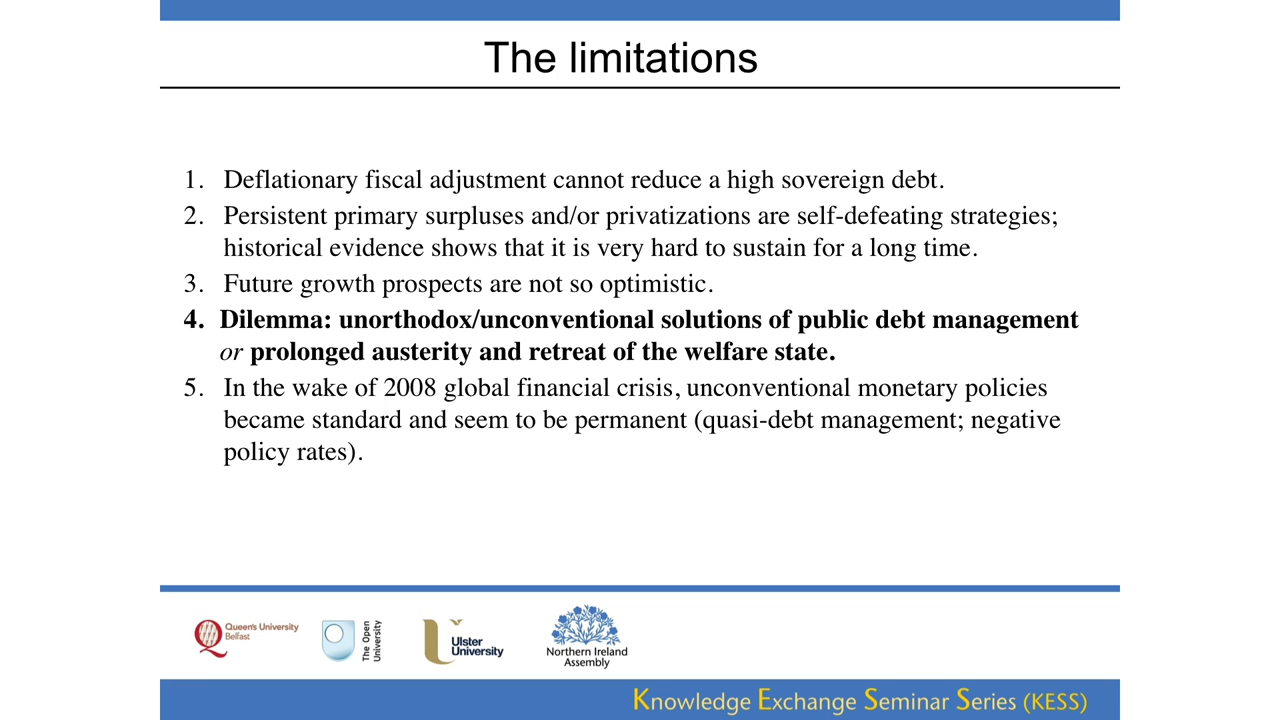 The limitations
1. Deflationary fiscal adjustment cannot reduce a high sovereign debt.
2. Persistent primary surpluses and/or privatizations are self-defeating strategies;
historical evidence shows that it is very hard to sustain for a long time.
3. Future growth prospects are not so optimistic.
4. Dilemma: unorthodox/unconventional solutions of public debt management
or prolonged austerity and retreat of the welfare state.
5. In the wake of 2008 global financial crisis, unconventional monetary policies
became standard and seem to be permanent (quasi-debt management; negative
policy rates).
Queen's University
Belfast
The Open
University
Ulster
University
Northern Ireland
Assembly
Knowledge Exchange Seminar Series (KESS)